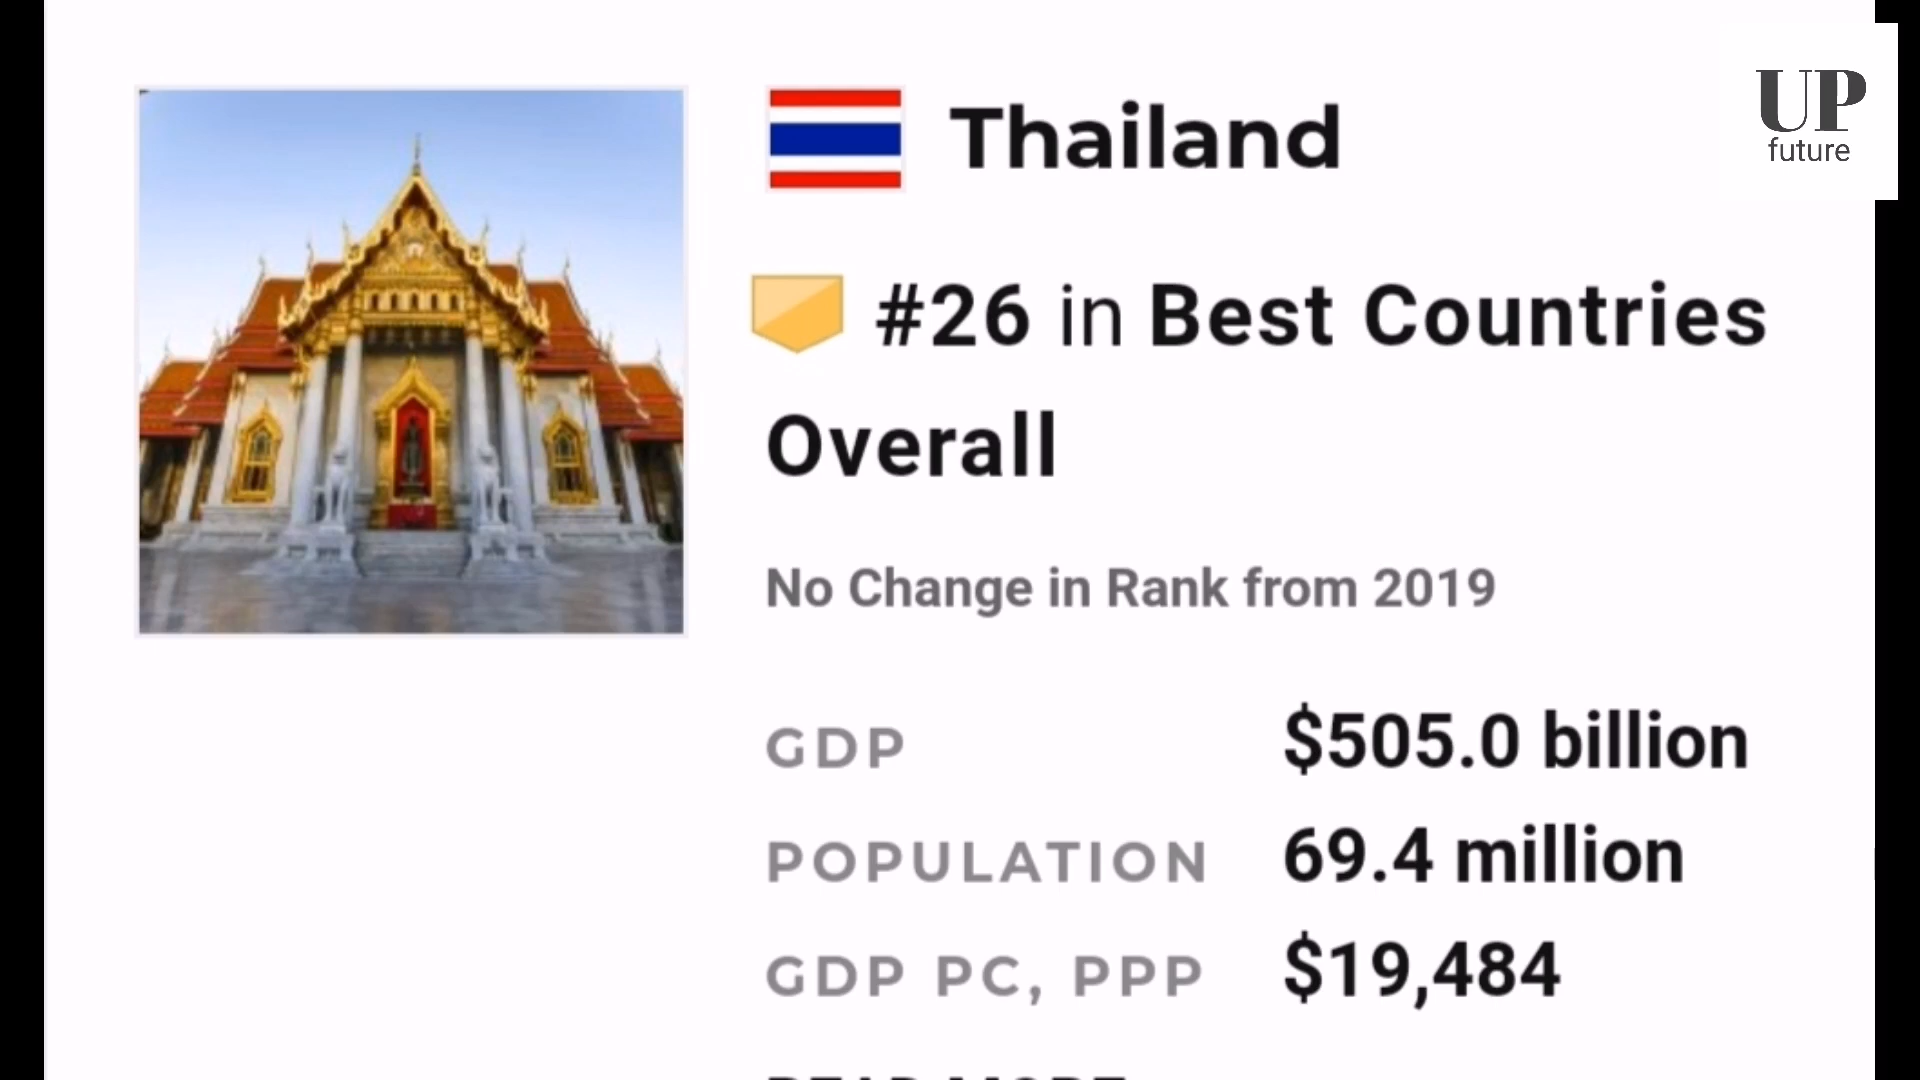 UP
future
Thailand
#26 in Best Countries
Overall
No Change in Rank from 2019
GDP $505.0 billion
POPULATION 69.4 million
GDP PC, PPP $19,484